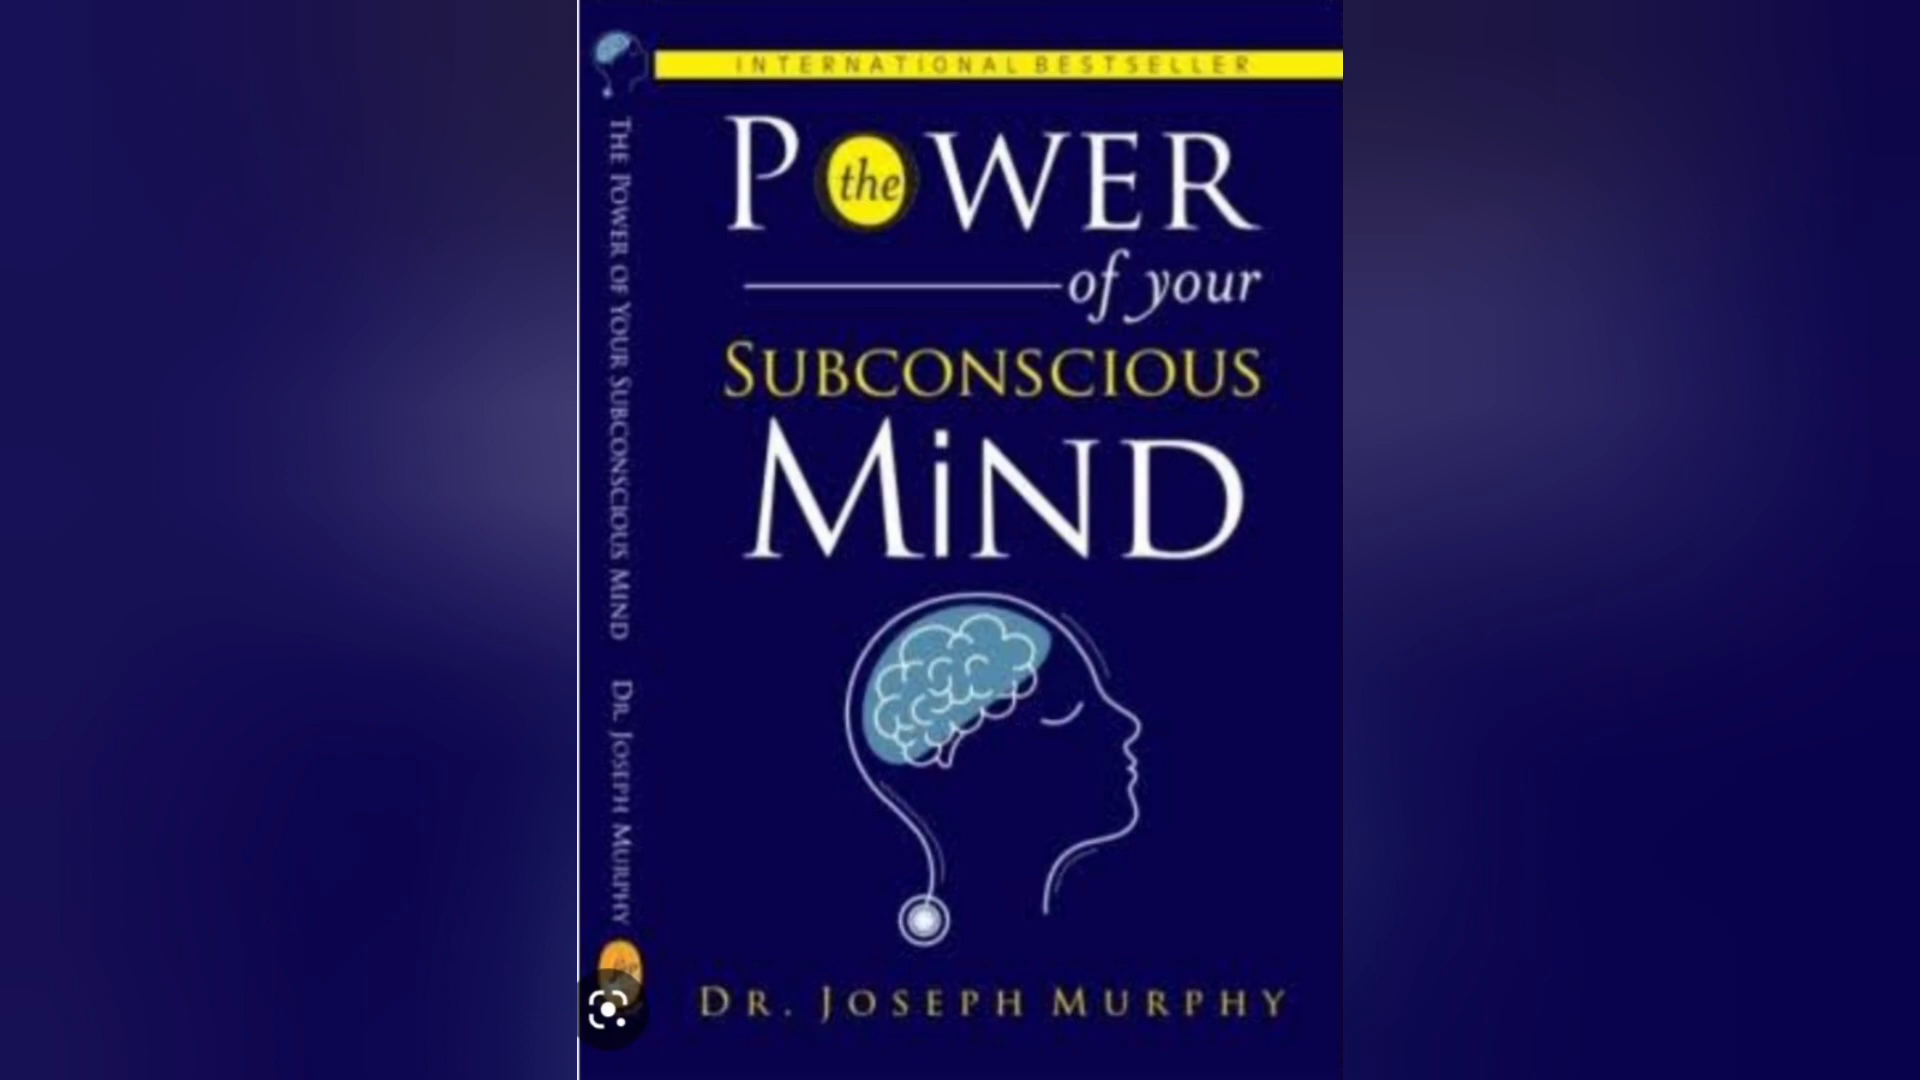 INTERNATIONAL BESTSELLER
the
POWER
of your
SUBCONSCIOUS
MiND
DR. JOSEPH MURPHY
THE POWER OF YOUR SUBCONSCIOUS MIND DR. JOSEPH MURPHY